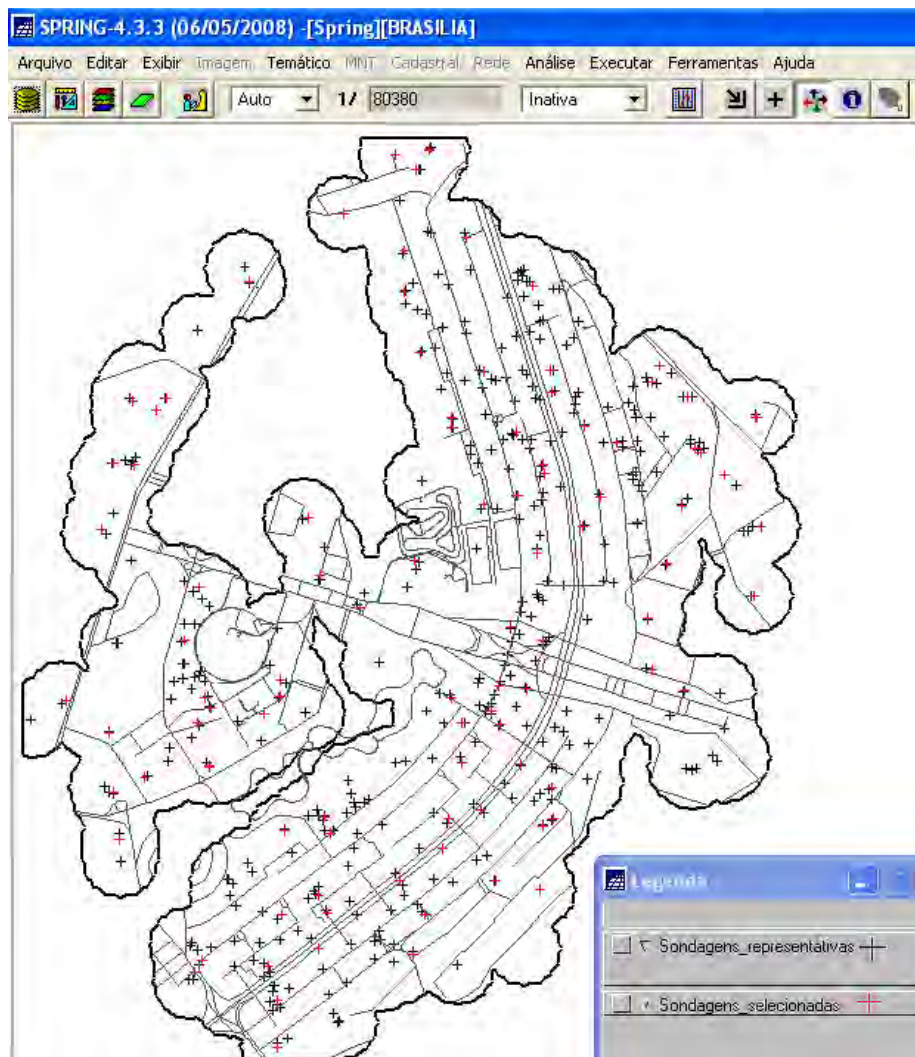 SPRING-4.3.3 (06/05/2008) -[Spring][BRASILIA]
Arquivo Editar Exibir Imagem Temático MNT Cadastral Rede Análise Executar Ferramentas Ajuda
Auto 1/ 80380 Inativa
Legenda
Sondagens_representativas
Sondagens_selecionadas